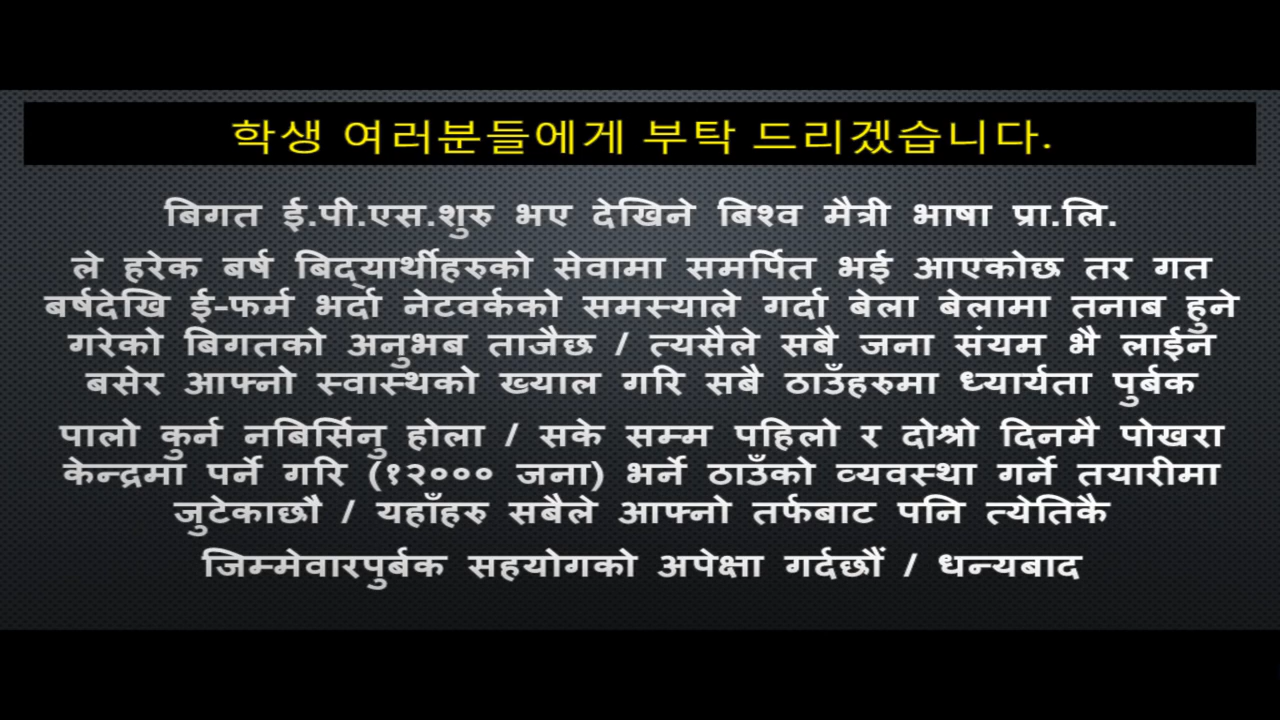 학생 여러분들에게 부탁 드리겠습니다.
बिगत ई.पी.एस.शुरु भए देखिने बिश्व मैत्री भाषा प्रा.लि.
ले हरेक बर्ष बिद्यार्थीहरुको सेवामा समर्पित भई आएकोछ तर गत
बर्षदेखि ई-फर्म भर्दा नेटवर्कको समस्याले गर्दा बेला बेलामा तनाब हुने
गरेको बिगतको अनुभब ताजैछ / त्यसैले सबै जना संयम भै लाईन
बसेर आफ्नो स्वास्थको ख्याल गरि सबै ठाउँहरुमा ध्यार्यता पुर्बक
पालो कुर्न नबिर्सिनु होला / सके सम्म पहिलो र दोश्रो दिनमै पोखरा
केन्द्रमा पर्ने गरि (१२००० जना) भर्ने ठाउँको व्यवस्था गर्ने तयारीमा
जुटेकाछौ / यहाँहरु सबैले आफ्नो तर्फबाट पनि त्येतिकै
जिम्मेवारपुर्बक सहयोगको अपेक्षा गर्दछौं / धन्यबाद